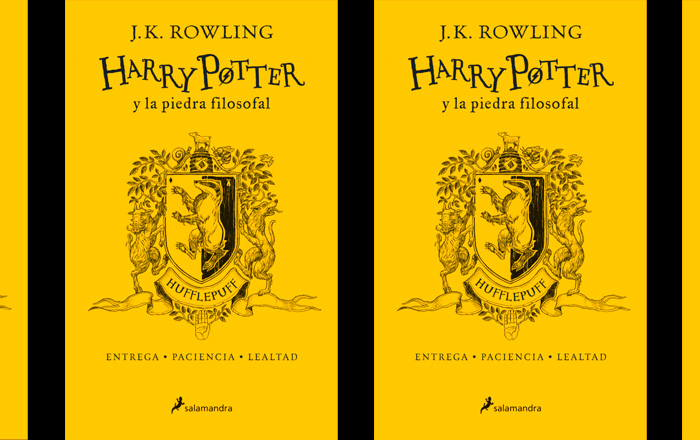 J.K. ROWLING
HARRY POTTER
y la piedra filosofal
HUFFLEPUFF
ENTREGA • PACIENCIA • LEALTAD
salamandra
J.K. ROWLING
HARRY POTTER
y la piedra filosofal
HUFFLEPUFF
ENTREGA • PACIENCIA • LEALTAD
salamandra